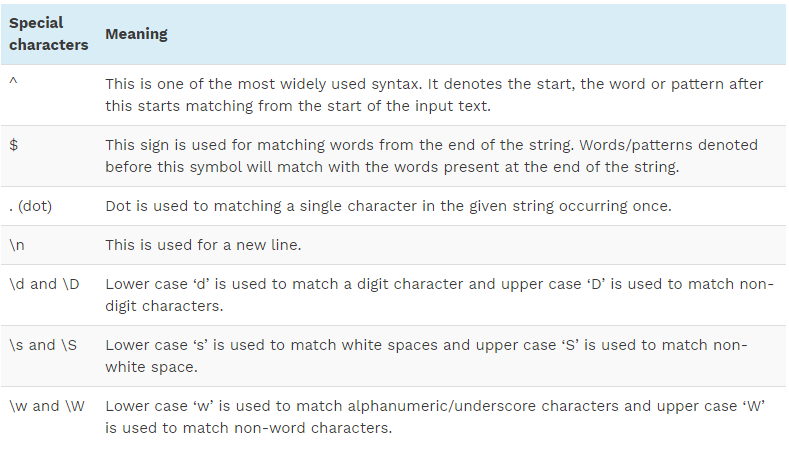 Special
characters
Meaning
^
This is one of the most widely used syntax. It denotes the start, the word or pattern after
this starts matching from the start of the input text.
$
This sign is used for matching words from the end of the string. Words/patterns denoted
before this symbol will match with the words present at the end of the string.
. (dot)
Dot is used to matching a single character in the given string occurring once.
\n
This is used for a new line.
\d and \D
Lower case ‘d’ is used to match a digit character and upper case ‘D’ is used to match non-
digit characters.
\s and \S
Lower case ‘s’ is used to match white spaces and upper case ‘S’ is used to match non-
white space.
\w and \W
Lower case ‘w’ is used to match alphanumeric/underscore characters and upper case ‘W’
is used to match non-word characters.